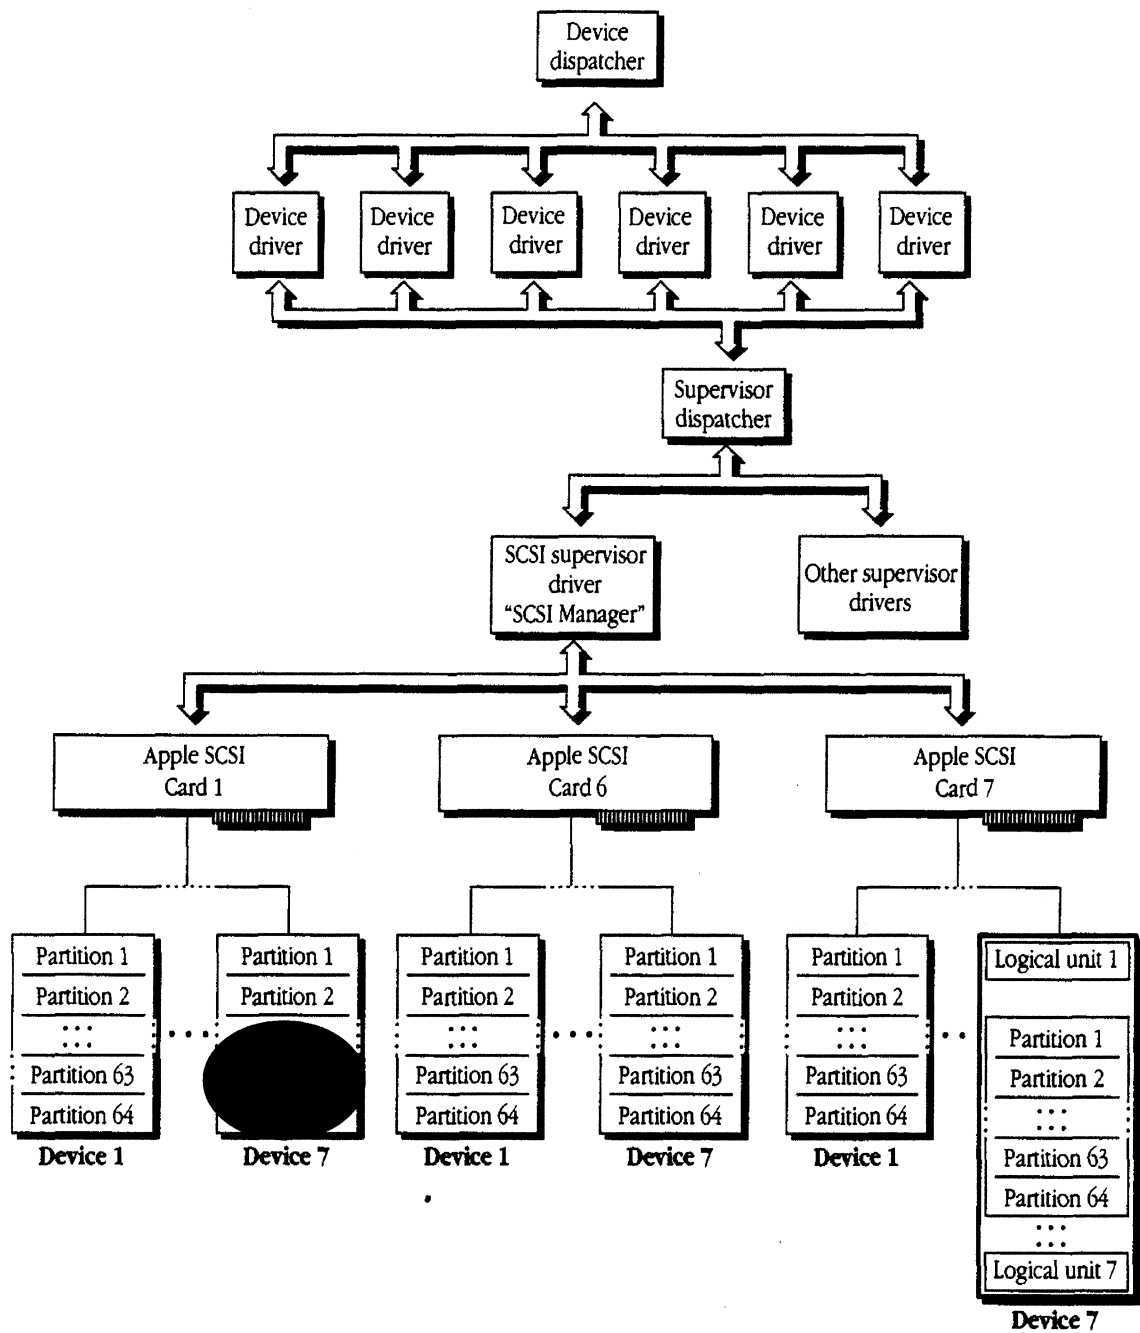 Device
dispatcher
Device
driver
Device
driver
Device
driver
Device
driver
Device
driver
Device
driver
Supervisor
dispatcher
SCSI supervisor
driver
“SCSI Manager”
Other supervisor
drivers
Apple SCSI
Card 1
Apple SCSI
Card 6
Apple SCSI
Card 7
Partition 1
Partition 2
Partition 63
Partition 64
Device 1
Partition 1
Partition 2
Device 7
Partition 1
Partition 2
Partition 63
Partition 64
Device 1
Partition 1
Partition 2
Partition 63
Partition 64
Device 7
Partition 1
Partition 2
Partition 63
Partition 64
Device 1
Logical unit 1
Partition 1
Partition 2
Partition 63
Partition 64
Logical unit 7
Device 7